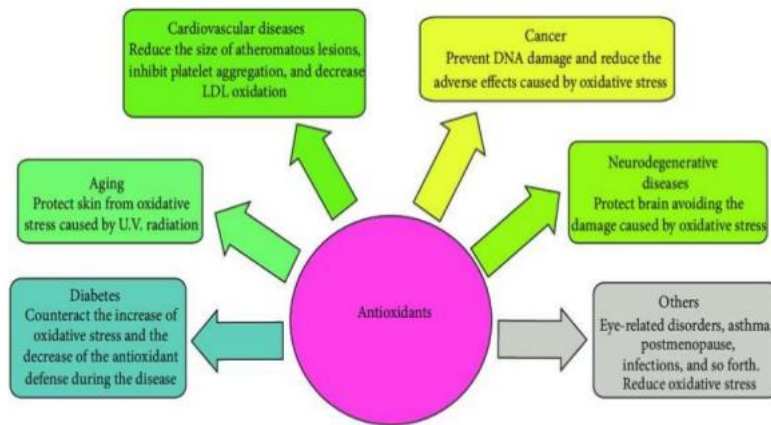 Cardiovascular diseases
Reduce the size of atheromatous lesions,
inhibit platelet aggregation, and decrease
LDL oxidation
Cancer
Prevent DNA damage and reduce the
adverse effects caused by oxidative stress
Aging
Protect skin from oxidative
stress caused by U.V. radiation
Neurodegenerative
diseases
Protect brain avoiding the
damage caused by oxidative stress
Diabetes
Counteract the increase of
oxidative stress and the
decrease of the antioxidant
defense during the disease
Antioxidants
Others
Eye-related disorders, asthma,
postmenopause,
infections, and so forth.
Reduce oxidative stress